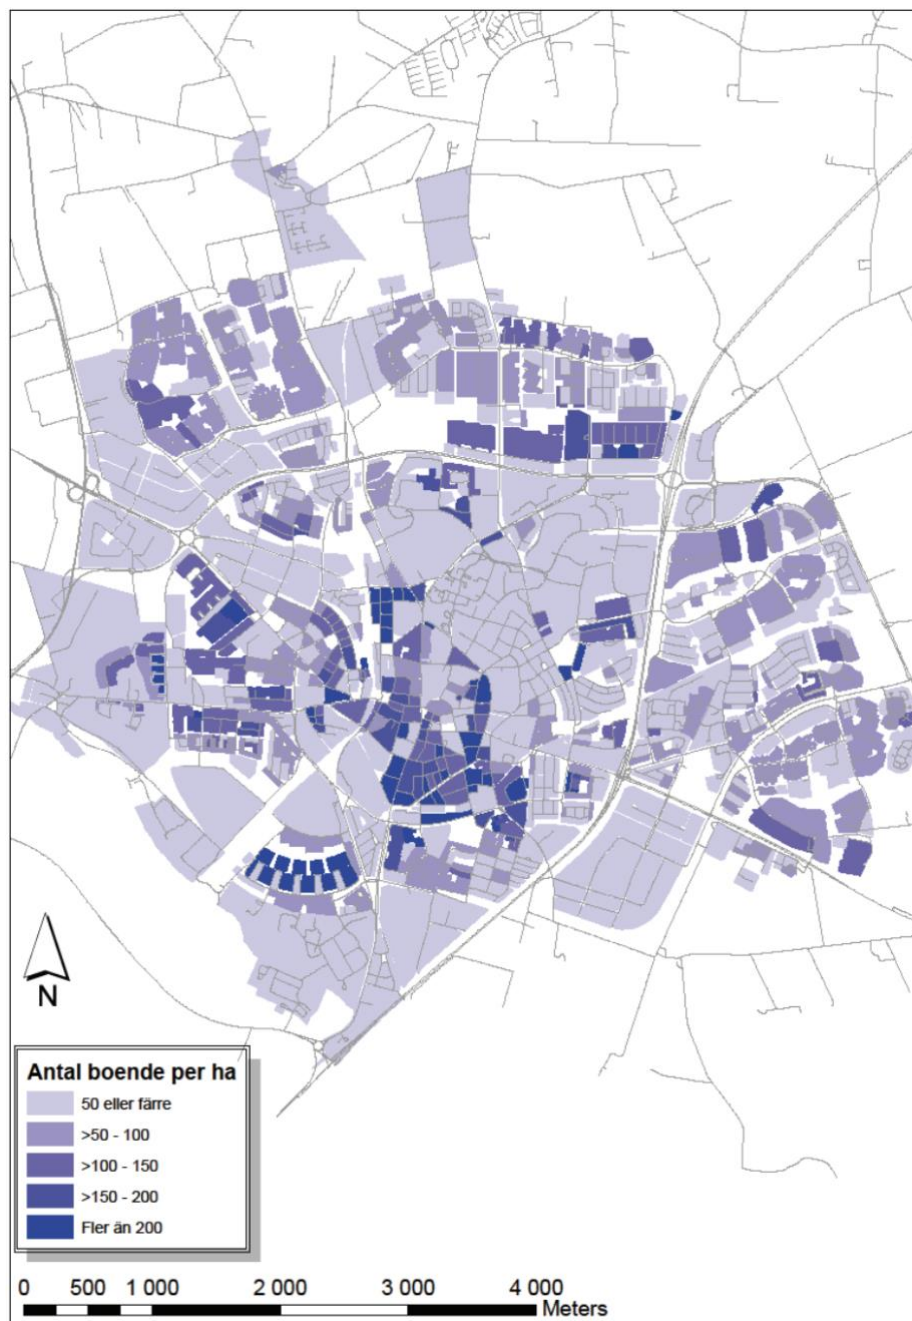 N
Antal boende per ha
50 eller färre
>50 - 100
>100 - 150
>150 - 200
Fler än 200
0 500 1 000 2 000 3 000 4 000
Meters